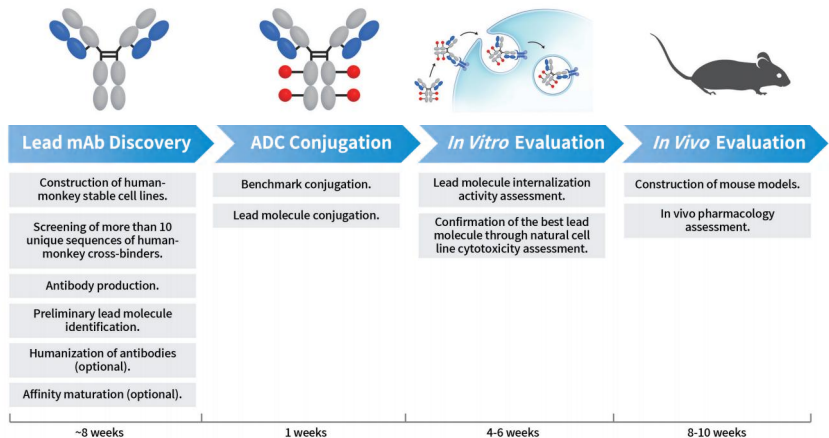 Lead mAb Discovery
Construction of human-
monkey stable cell lines.
Screening of more than 10
unique sequences of human-
monkey cross-binders.
Antibody production.
Preliminary lead molecule
identification.
Humanization of antibodies
(optional).
Affinity maturation (optional).
~8 weeks
ADC Conjugation
Benchmark conjugation.
Lead molecule conjugation.
1 weeks
In Vitro Evaluation
Lead molecule internalization
activity assessment.
Confirmation of the best lead
molecule through natural cell
line cytotoxicity assessment.
4-6 weeks
In Vivo Evaluation
Construction of mouse models.
In vivo pharmacology
assessment.
8-10 weeks